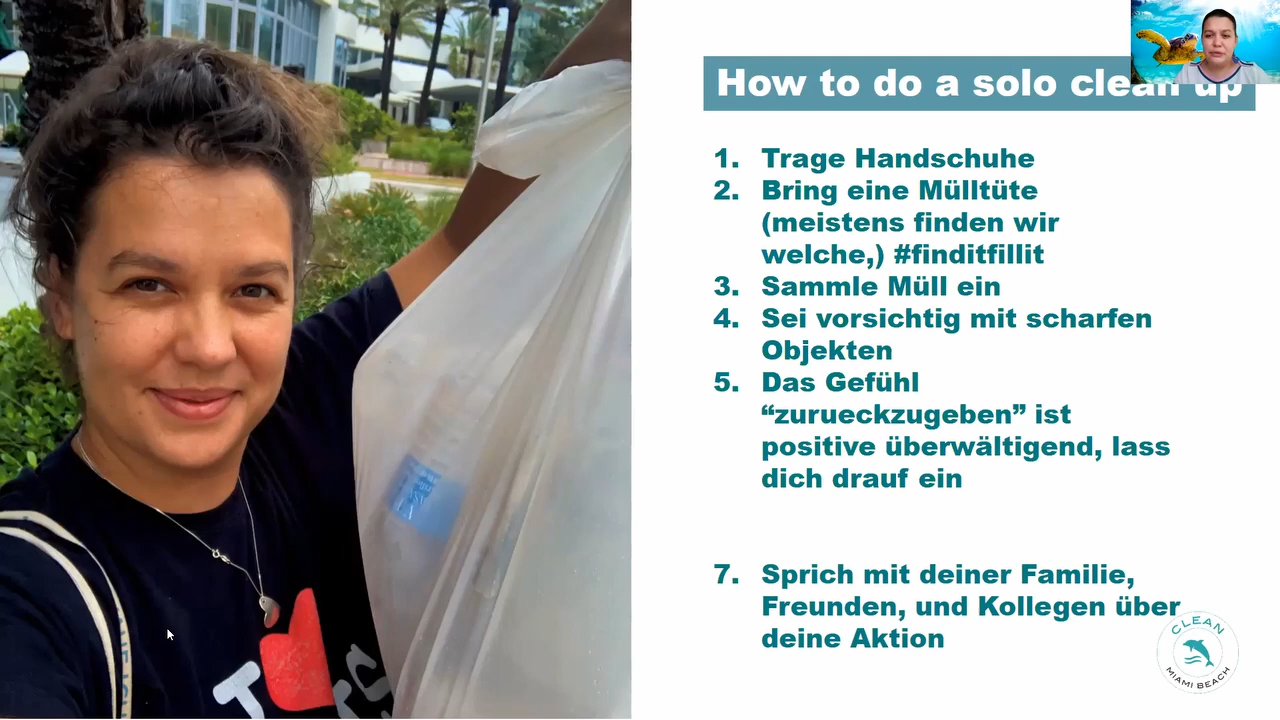 How to do a solo clean up
1. Trage Handschuhe
2. Bring eine Mülltüte
(meistens finden wir
welche,) #finditfillit
3. Sammle Müll ein
4. Sei vorsichtig mit scharfen
Objekten
5. Das Gefühl
“zurueckzugeben” ist
positive überwältigend, lass
dich drauf ein
7. Sprich mit deiner Familie,
Freunden, und Kollegen über
deine Aktion
CLEAN
MIAMI BEACH